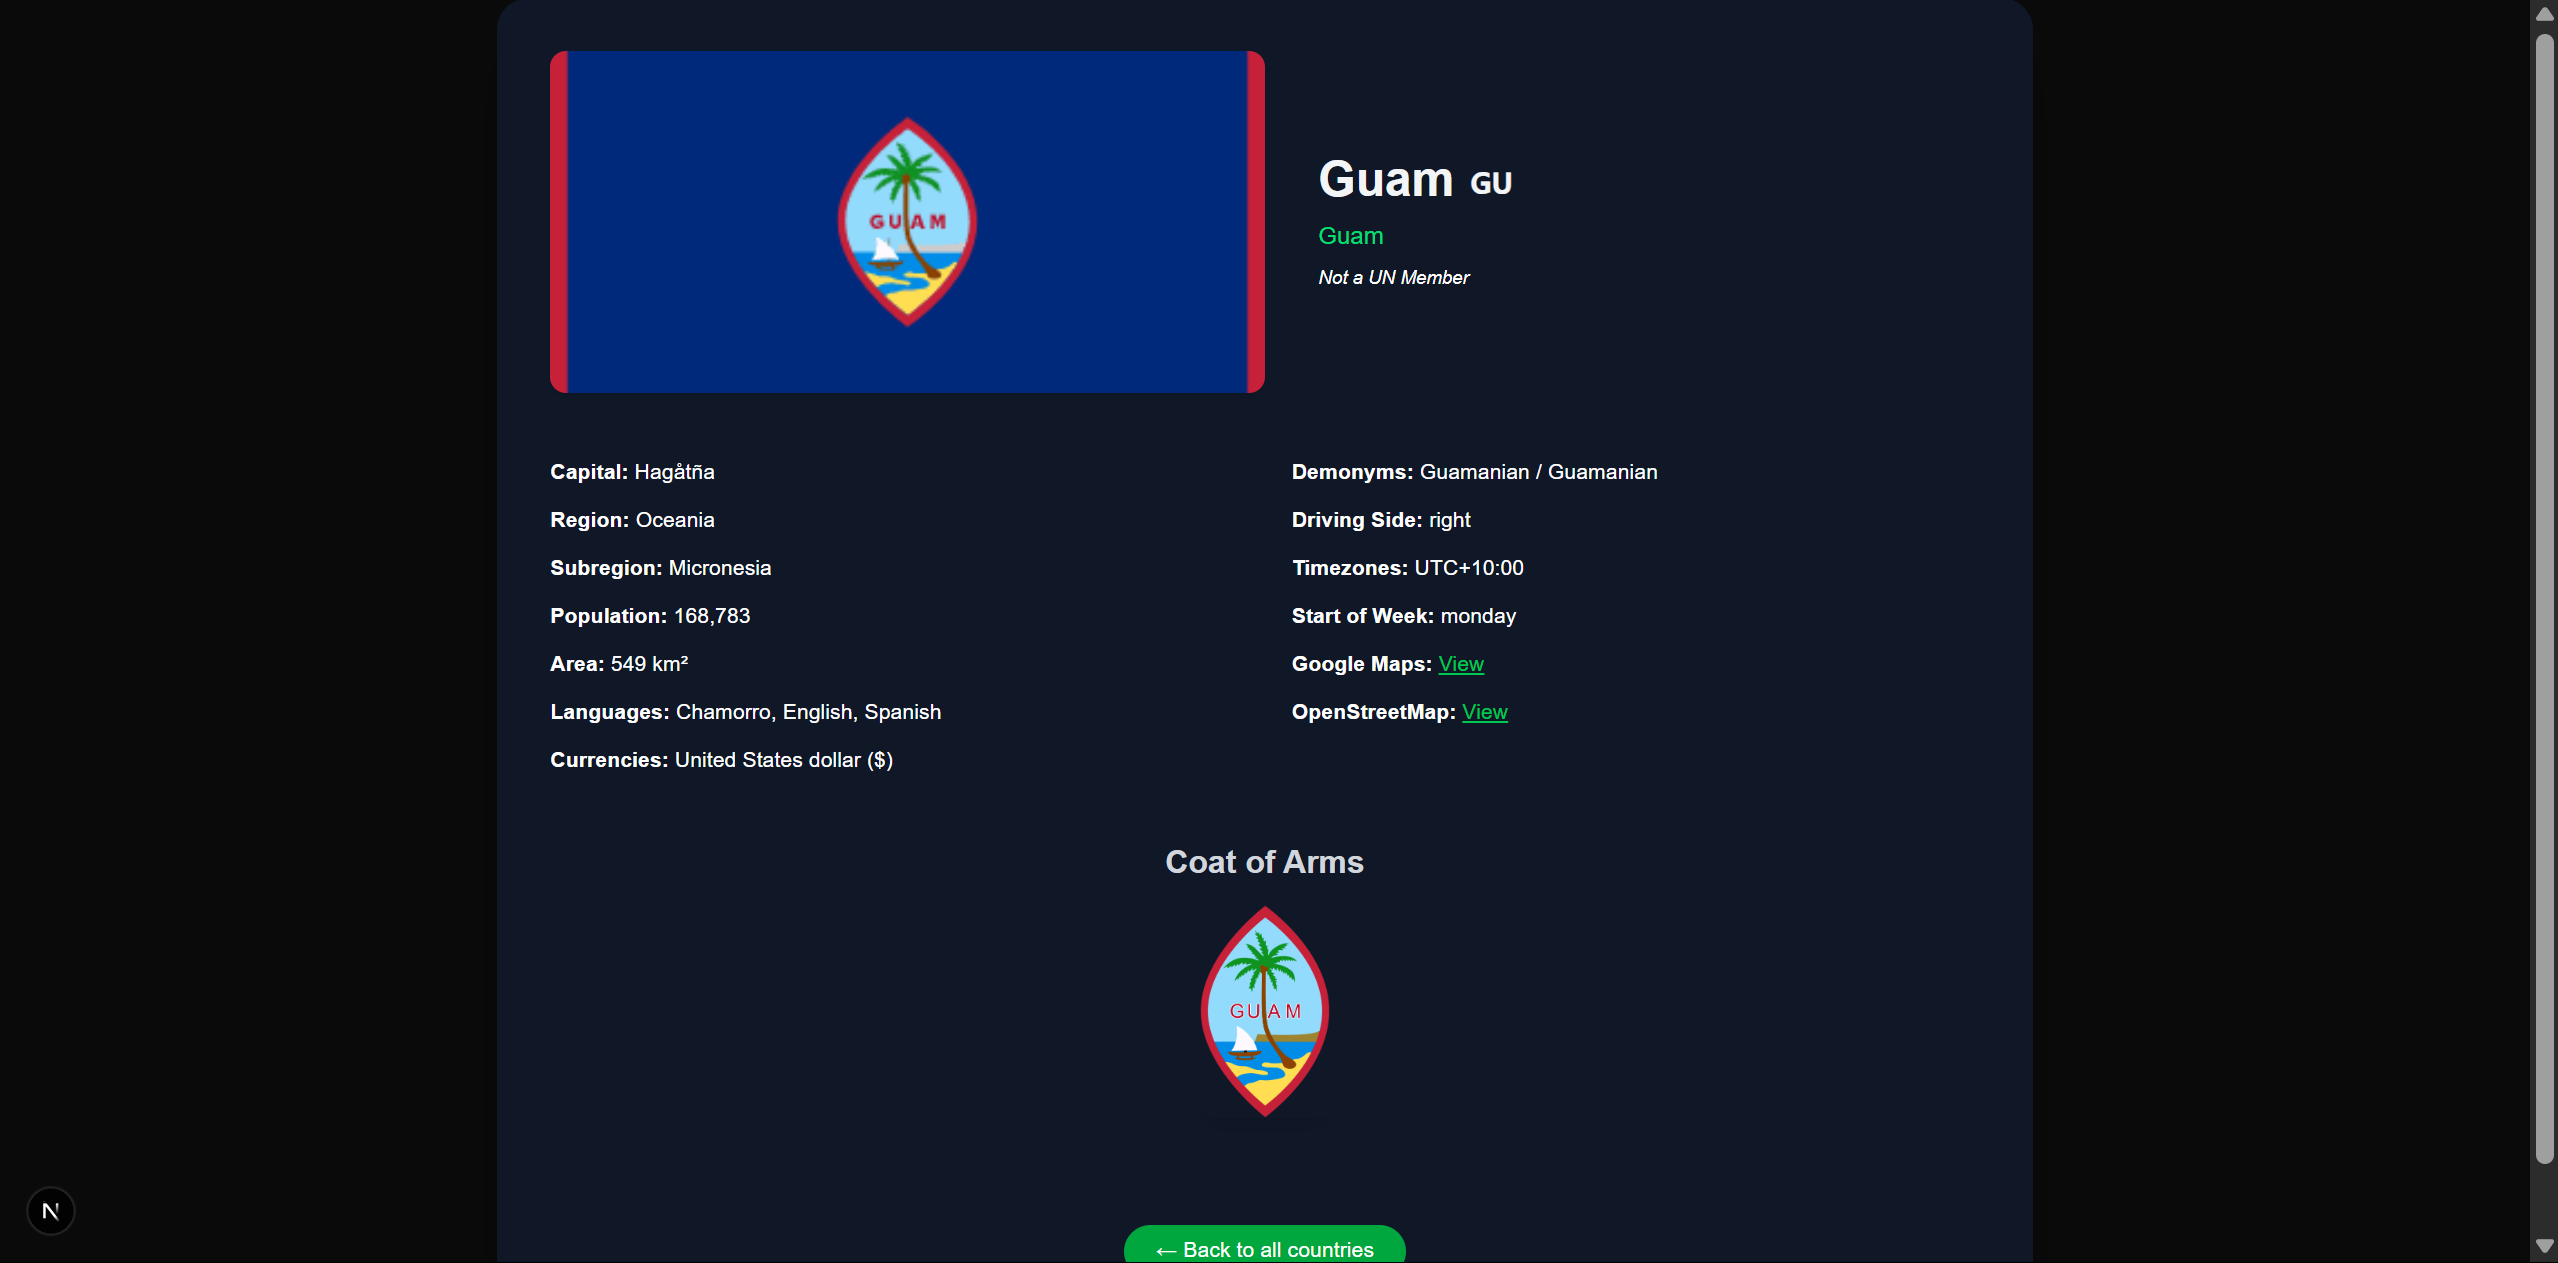 GUAM
Guam GU
Guam
Not a UN Member
Capital: Hagåtña
Region: Oceania
Subregion: Micronesia
Population: 168,783
Area: 549 km²
Languages: Chamorro, English, Spanish
Currencies: United States dollar ($)
Demonyms: Guamanian / Guamanian
Driving Side: right
Timezones: UTC+10:00
Start of Week: monday
Google Maps: View
OpenStreetMap: View
Coat of Arms
GUAM
N
← Back to all countries